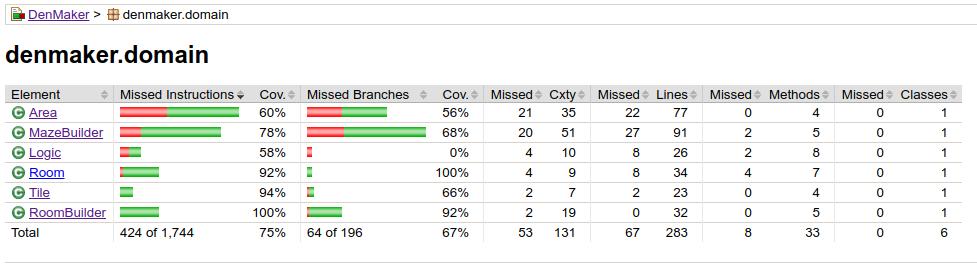 DenMaker > denmaker.domain
denmaker.domain
Element Missed Instructions Cov. Missed Branches Cov. Missed Cxty Missed Lines Missed Methods Missed Classes
Area 60% 56% 21 35 22 77 0 4 0 1
MazeBuilder 78% 68% 20 51 27 91 2 5 0 1
Logic 58% 0% 4 10 8 26 2 8 0 1
Room 92% 100% 4 9 8 34 4 7 0 1
Tile 94% 66% 2 7 2 23 0 4 0 1
RoomBuilder 100% 92% 2 19 0 32 0 5 0 1
Total 424 of 1,744 75% 64 of 196 67% 53 131 67 283 8 33 0 6